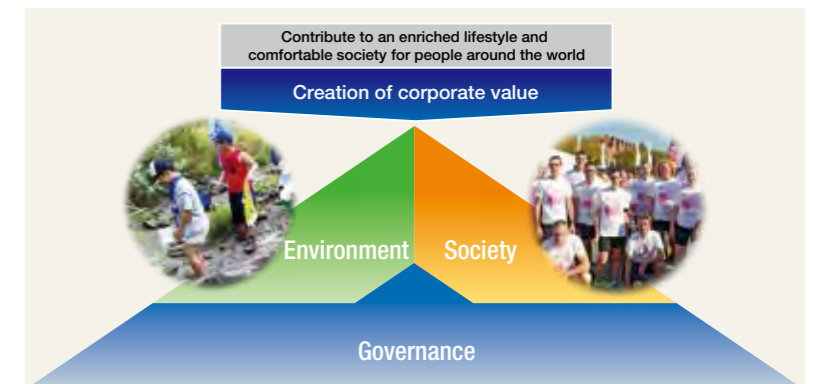 Contribute to an enriched lifestyle and
comfortable society for people around the world
Creation of corporate value
Environment
Society
Governance